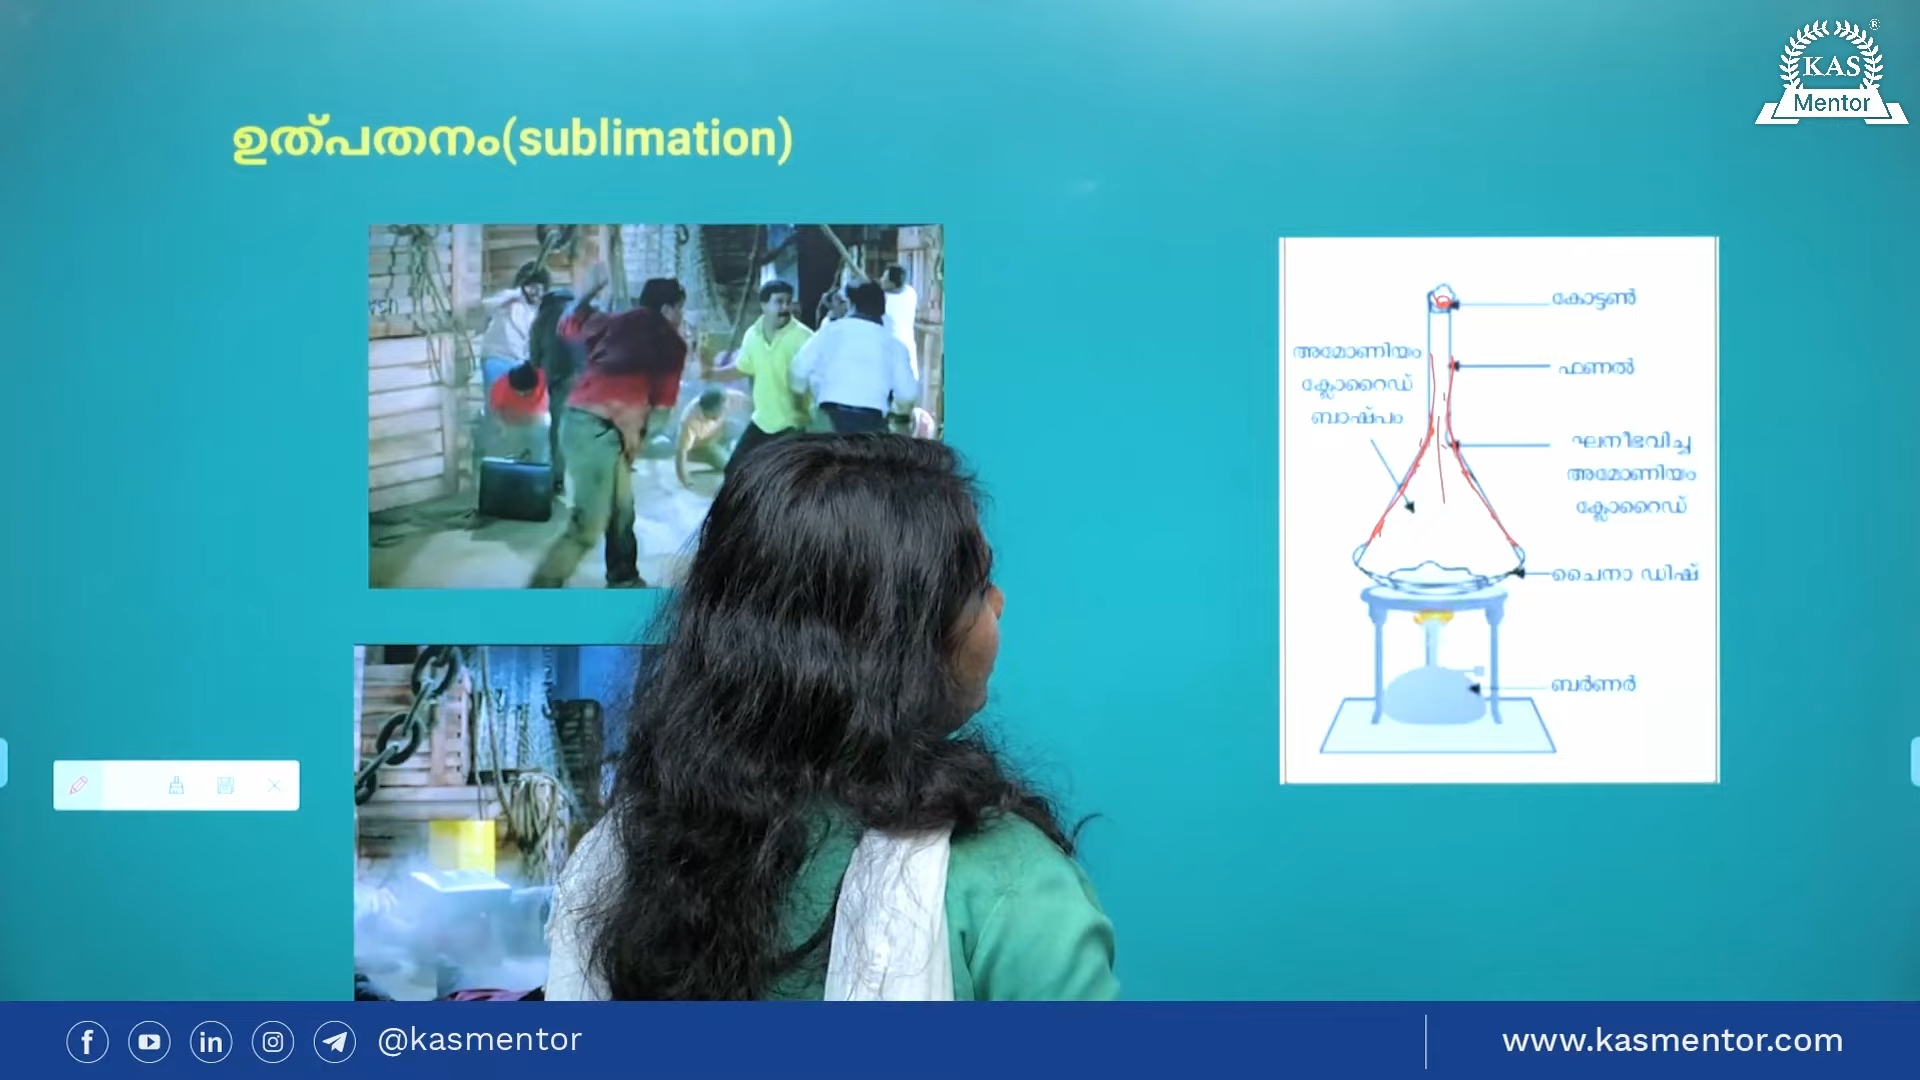 KAS
®
Mentor
ഉത്പതനം(sublimation)
കോട്ടൺ
ഫണൽ
അമോണിയം
ക്ലോറൈഡ്
ബാഷ്പം
ഘനീഭവിച്ച
അമോണിയം
ക്ലോറൈഡ്
ചൈനാ ഡിഷ്
ബർണർ
@kasmentor
www.kasmentor.com